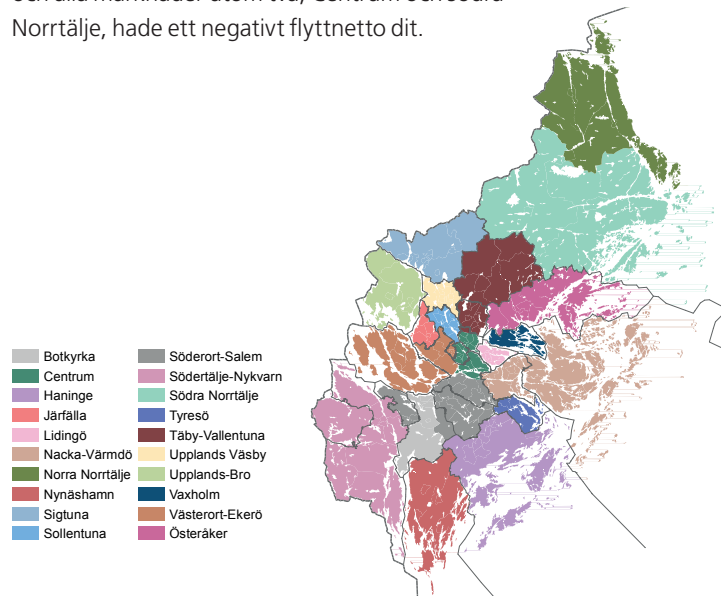 Norrtälje, hade ett negativt flyttnetto dit.
Botkyrka
Centrum
Haninge
Järfälla
Lidingö
Nacka-Värmdö
Norra Norrtälje
Nynäshamn
Sigtuna
Sollentuna
Söderort-Salem
Södertälje-Nykvarn
Södra Norrtälje
Tyresö
Täby-Vallentuna
Upplands Väsby
Upplands-Bro
Vaxholm
Västerort-Ekerö
Österåker